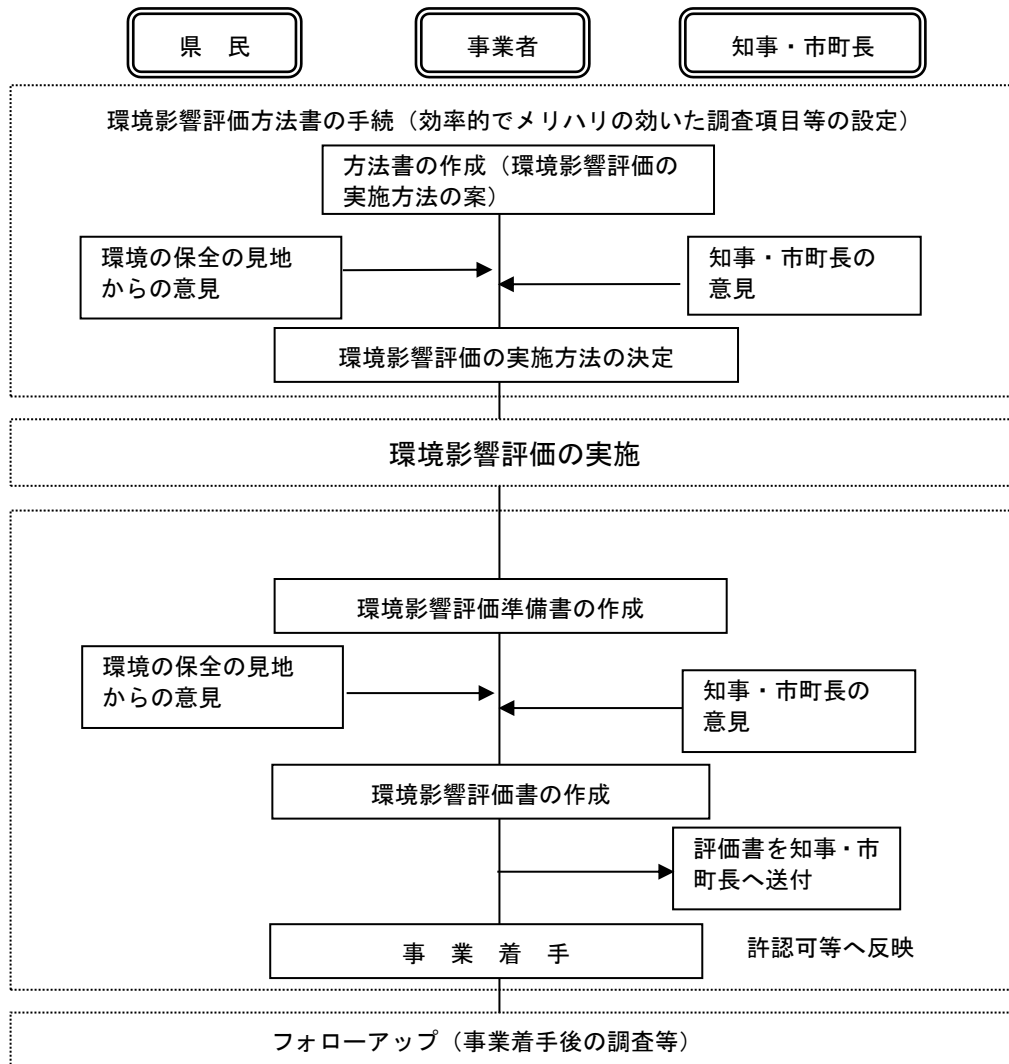 県　民
事業者
知事・市町長
環境影響評価方法書の手続（効率的でメリハリの効いた調査項目等の設定）
方法書の作成（環境影響評価の
実施方法の案）
環境の保全の見地
からの意見
知事・市町長の
意見
環境影響評価の実施方法の決定
環境影響評価の実施
環境影響評価準備書の作成
環境の保全の見地
からの意見
知事・市町長の
意見
環境影響評価書の作成
評価書を知事・市
町長へ送付
事　業　着　手
許認可等へ反映
フォローアップ（事業着手後の調査等）